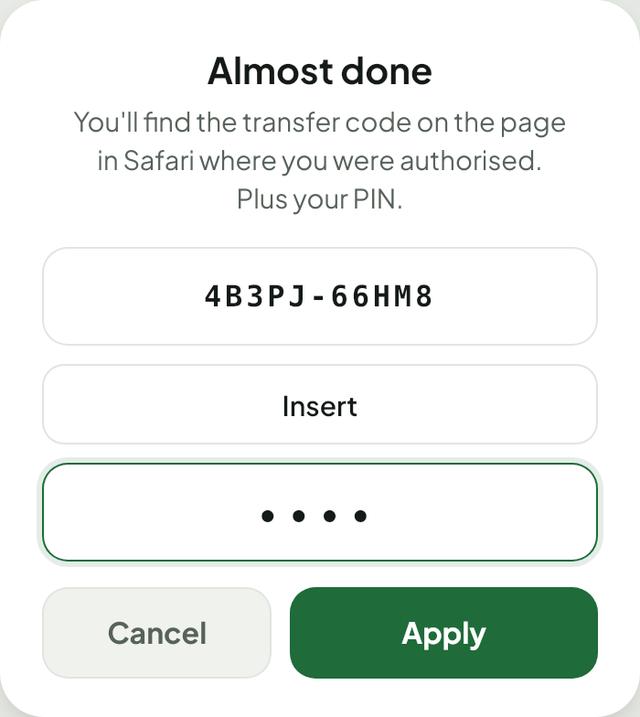 Almost done
You'll find the transfer code on the page
in Safari where you were authorised.
Plus your PIN.
4B3PJ-66HM8
Insert
••••
Cancel
Apply